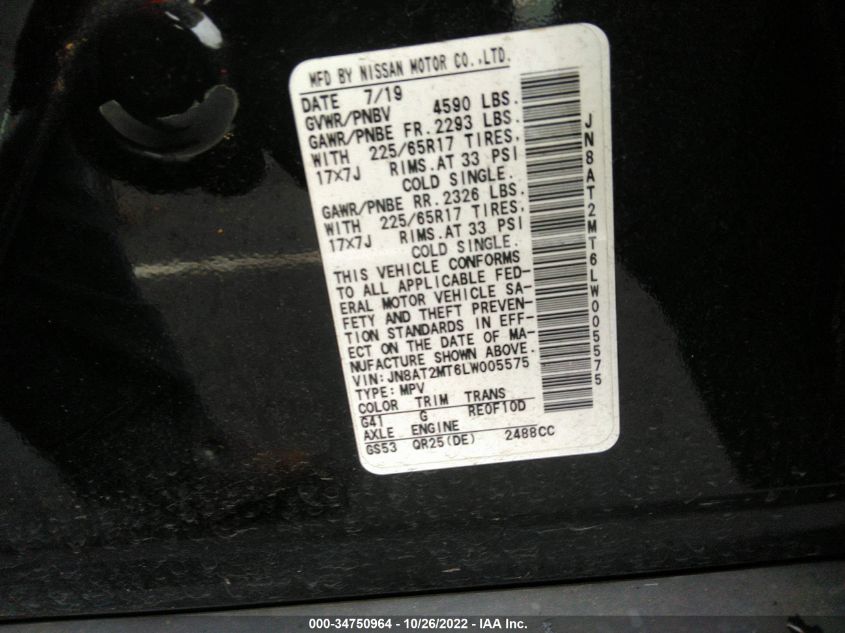 MFD BY NISSAN MOTOR CO.,LTD.
DATE 7/19
GVWR/PNBV 4590 LBS.
GAWR/PNBE FR.2293 LBS.
WITH 225/65R17 TIRES,
17X7J RIMS.AT 33 PSI
COLD SINGLE.
GAWR/PNBE RR.2326 LBS.
WITH 225/65R17 TIRES,
17X7J RIMS.AT 33 PSI
COLD SINGLE.
THIS VEHICLE CONFORMS
TO ALL APPLICABLE FED-
ERAL MOTOR VEHICLE SA-
FETY AND THEFT PREVEN-
TION STANDARDS IN EFF-
ECT ON THE DATE OF MA-
NUFACTURE SHOWN ABOVE.
VIN:JN8AT2MT6LW005575
TYPE:MPV
COLOR TRIM TRANS
G41 G RE0F10D
AXLE ENGINE
GS53 QR25(DE) 2488CC
JN8AT2MT6LW005575
000-34750964 - 10/26/2022 - IAA Inc.